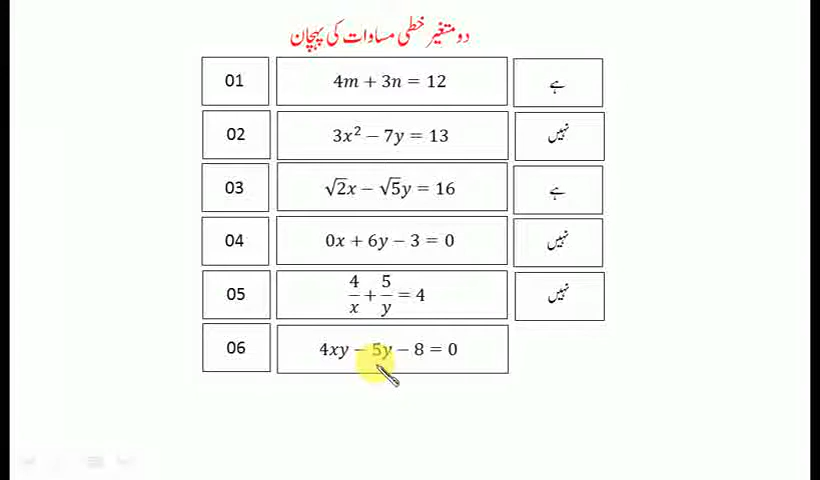 دو متغیر خطی مساوات کی پہچان
01 4m + 3n = 12 ہے
02 3x² − 7y = 13 نہیں
03 √2x − √5y = 16 ہے
04 0x + 6y − 3 = 0 نہیں
05 4/x + 5/y = 4 نہیں
06 4xy − 5y − 8 = 0